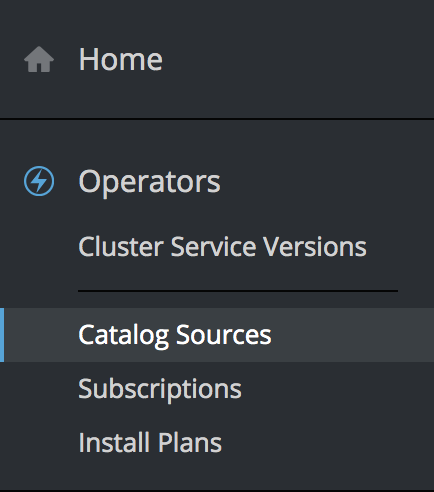 Home
Operators
Cluster Service Versions
Catalog Sources
Subscriptions
Install Plans